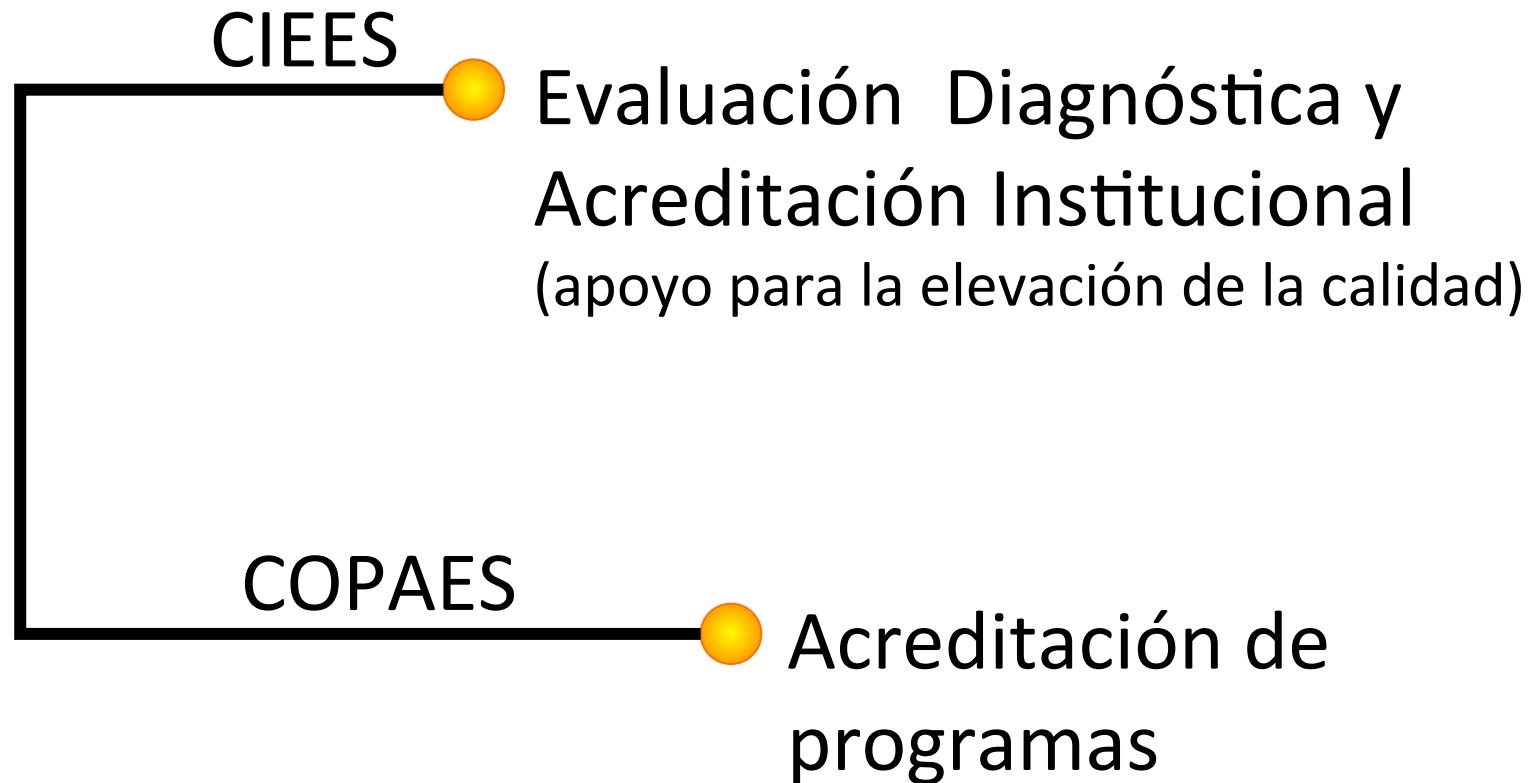 CIEES
Evaluación Diagnóstica y
Acreditación Institucional
(apoyo para la elevación de la calidad)
COPAES
Acreditación de
programas